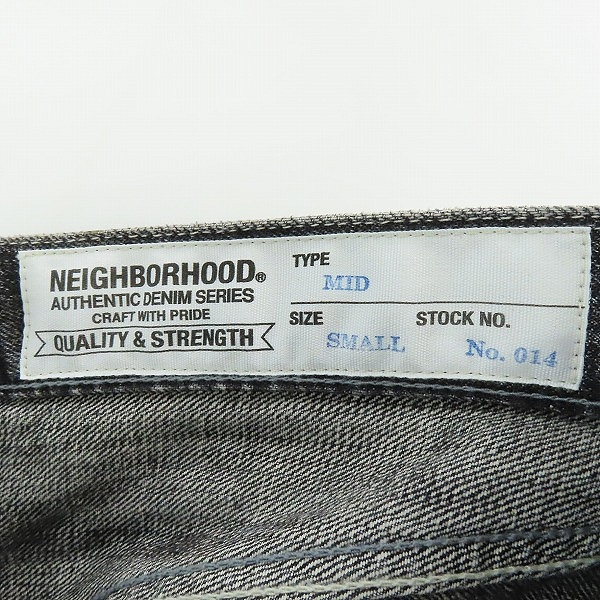 NEIGHBORHOOD®
AUTHENTIC DENIM SERIES
CRAFT WITH PRIDE
QUALITY & STRENGTH
TYPE
MID
SIZE
SMALL
STOCK NO.
No. 014